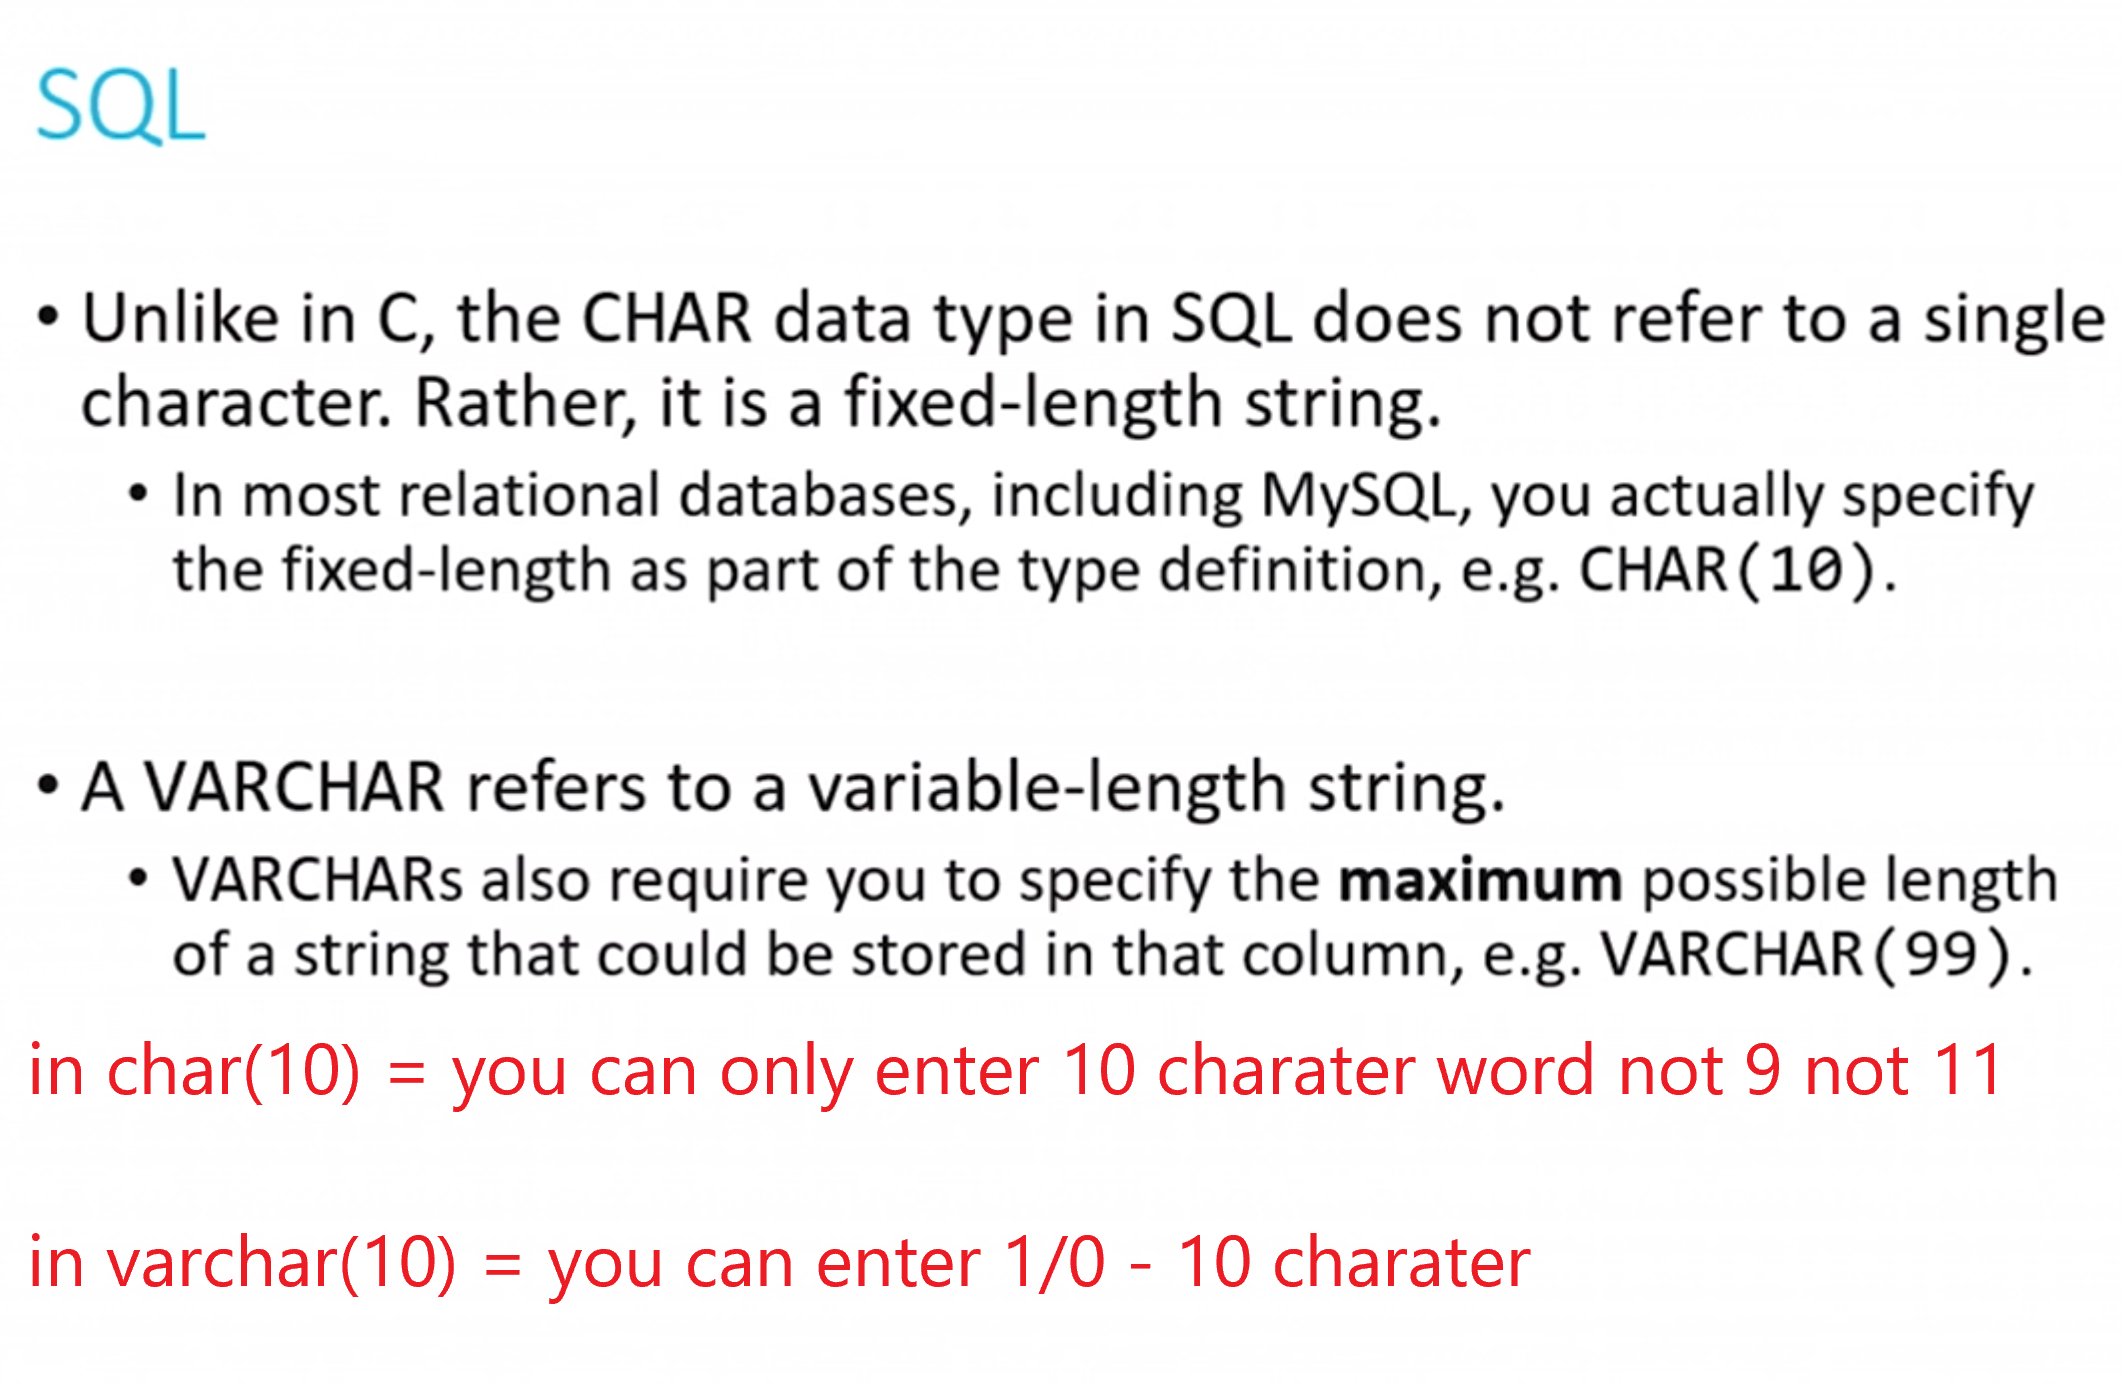 SQL
• Unlike in C, the CHAR data type in SQL does not refer to a single
character. Rather, it is a fixed-length string.
• In most relational databases, including MySQL, you actually specify
the fixed-length as part of the type definition, e.g. CHAR(10).
• A VARCHAR refers to a variable-length string.
• VARCHARs also require you to specify the maximum possible length
of a string that could be stored in that column, e.g. VARCHAR(99).
in char(10) = you can only enter 10 charater word not 9 not 11
in varchar(10) = you can enter 1/0 - 10 charater